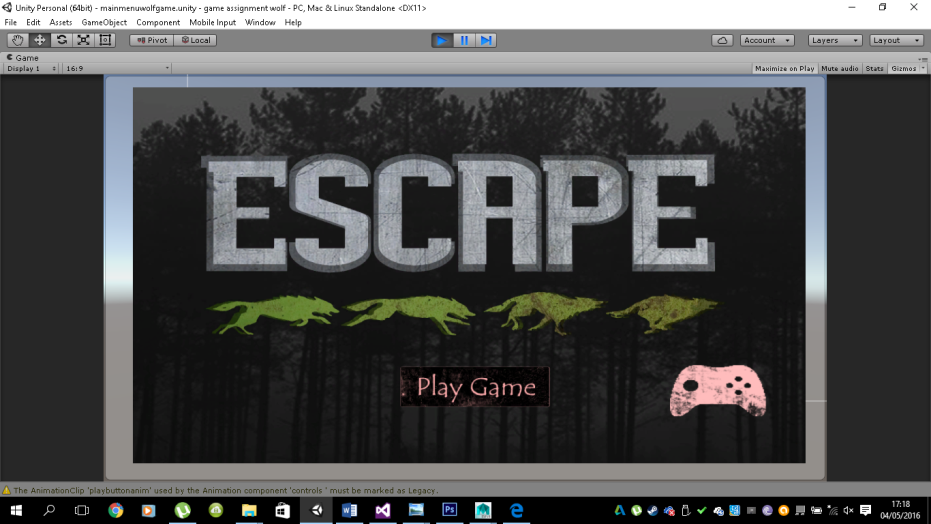 Unity Personal (64bit) - mainmenuwolfgame.unity - game assignment wolf - PC, Mac & Linux Standalone <DX11>
File Edit Assets GameObject Component Mobile Input Window Help
Pivot Local Account Layers Layout
Game
Display 1 16:9 Maximize on Play Mute audio Stats Gizmos
ESCAPE
Play Game
The AnimationClip 'playbuttonanim' used by the Animation component 'controls ' must be marked as Legacy.
17:18
04/05/2016